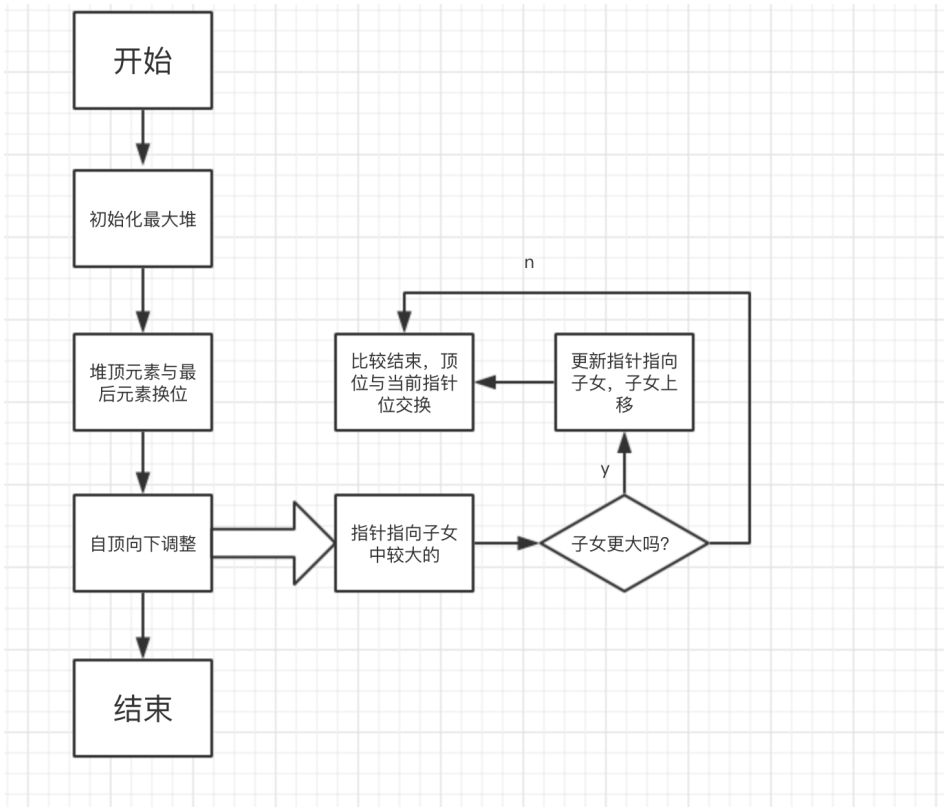 开始
初始化最大堆
堆顶元素与最
后元素换位
自顶向下调整
结束
n
比较结束，顶
位与当前指针
位交换
更新指针指向
子女，子女上
移
y
指针指向子女
中较大的
子女更大吗?